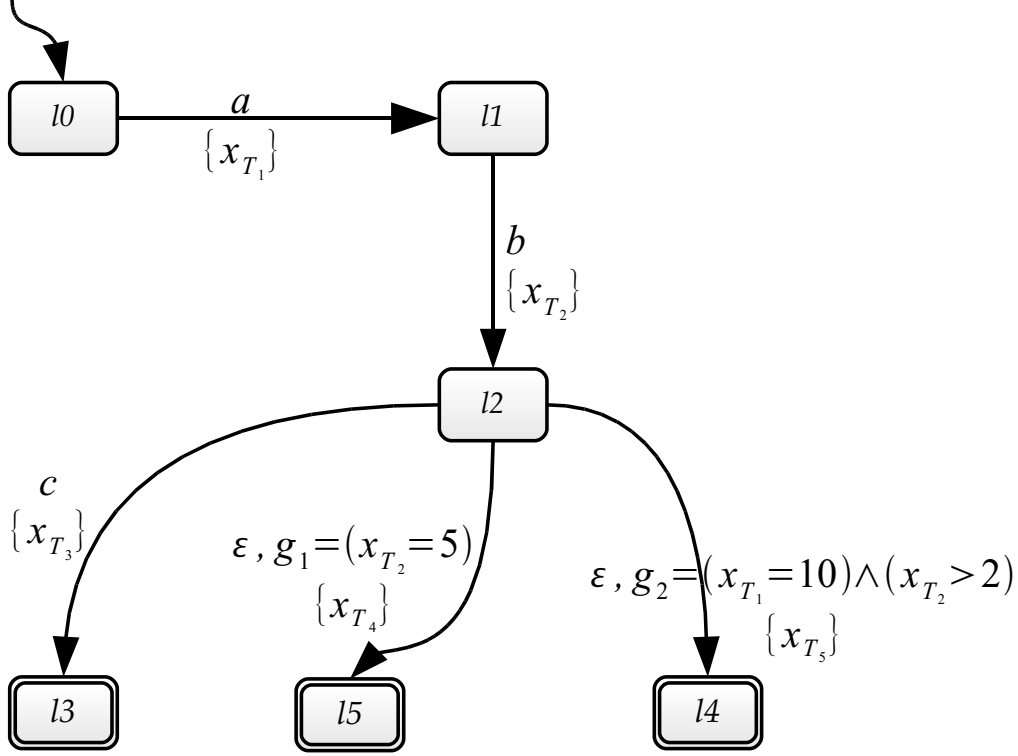 l0
a
{x_{T_1}}
l1
b
{x_{T_2}}
l2
c
{x_{T_3}}
ε, g_1=(x_{T_2}=5)
{x_{T_4}}
ε, g_2=(x_{T_1}=10)∧(x_{T_2}>2)
{x_{T_5}}
l3
l5
l4